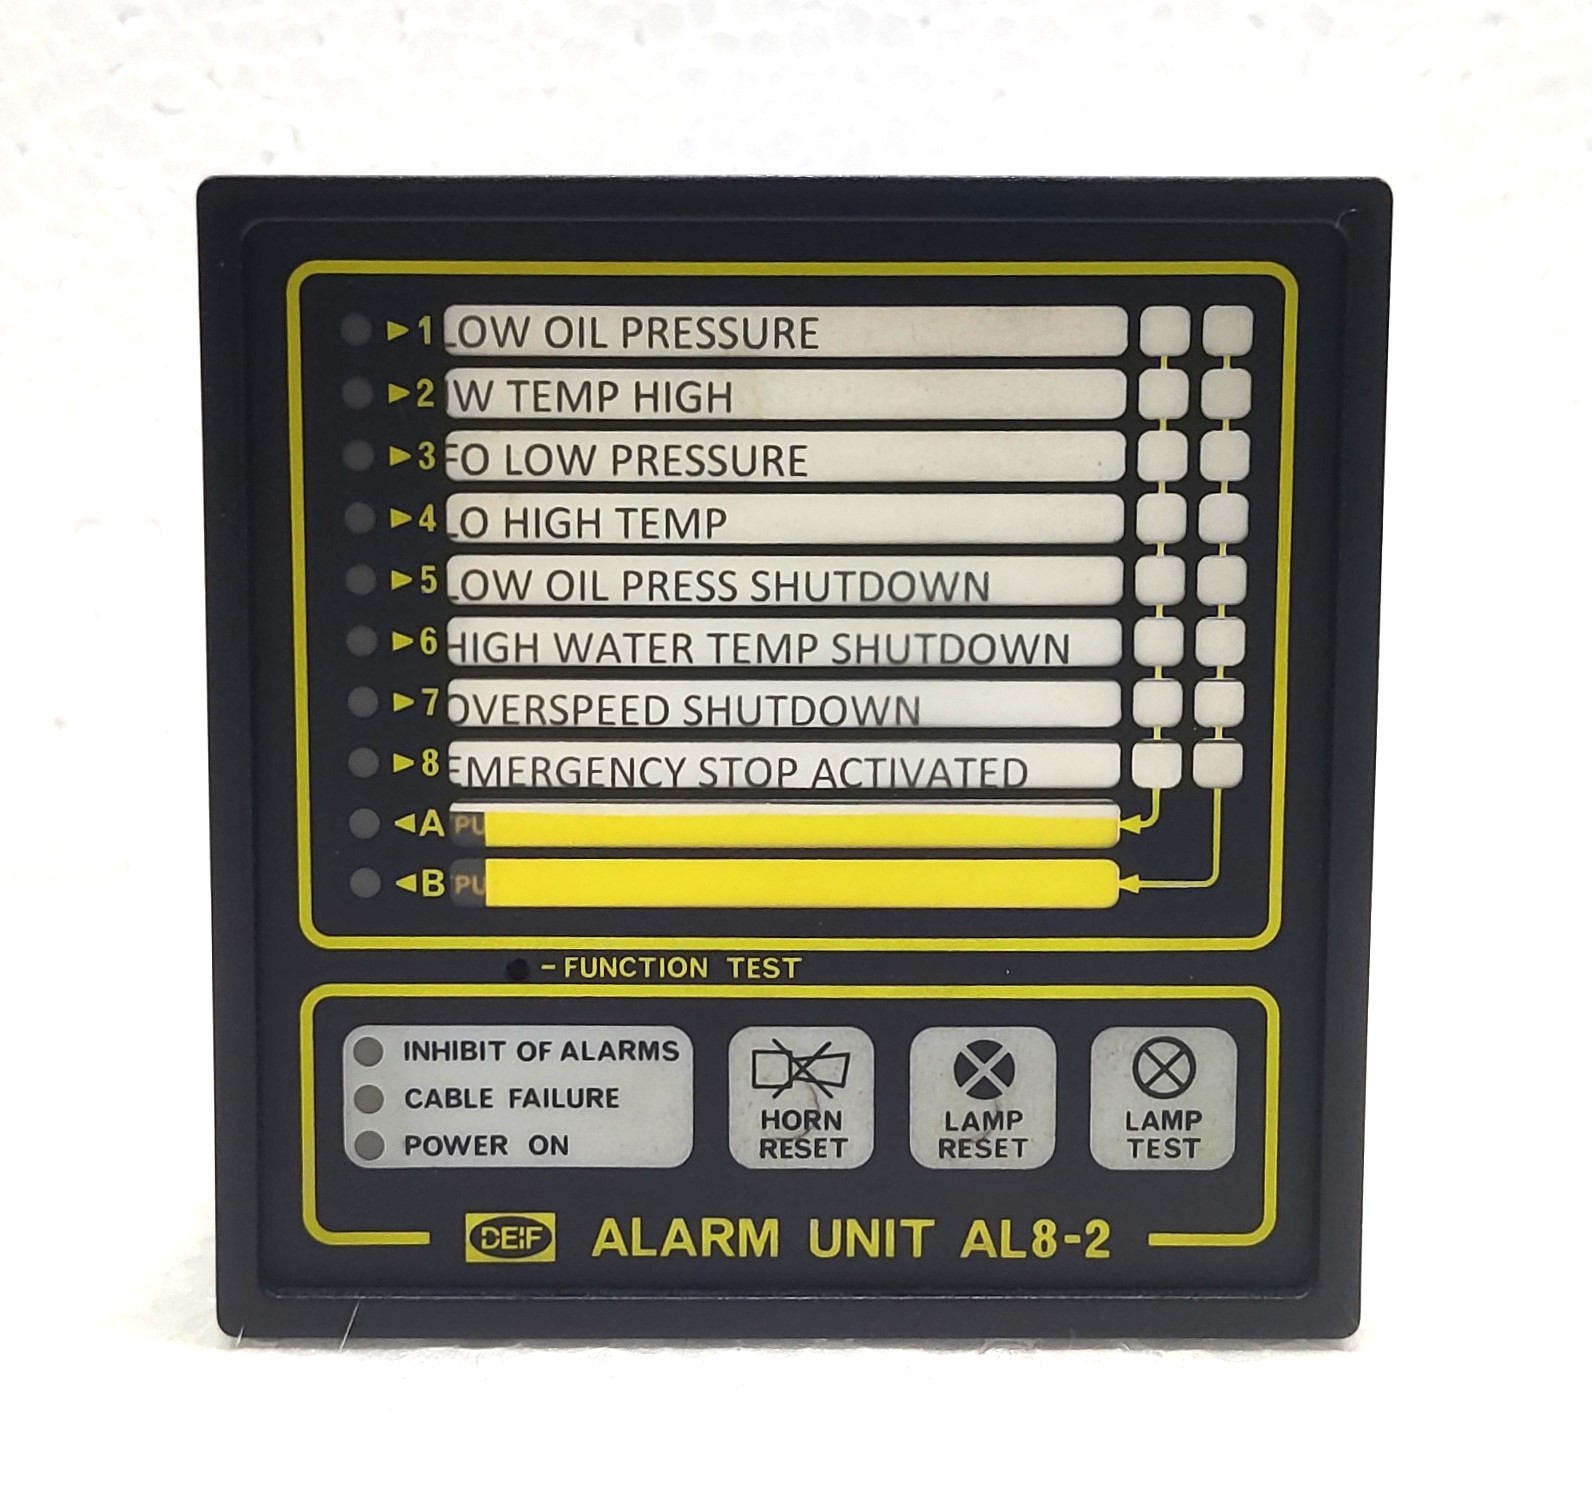 1 LOW OIL PRESSURE
2 W TEMP HIGH
3 FO LOW PRESSURE
4 LO HIGH TEMP
5 LOW OIL PRESS SHUTDOWN
6 HIGH WATER TEMP SHUTDOWN
7 OVERSPEED SHUTDOWN
8 EMERGENCY STOP ACTIVATED
A PU
B PU
-FUNCTION TEST
INHIBIT OF ALARMS
CABLE FAILURE
POWER ON
HORN RESET
LAMP RESET
LAMP TEST
DEIF ALARM UNIT AL8-2